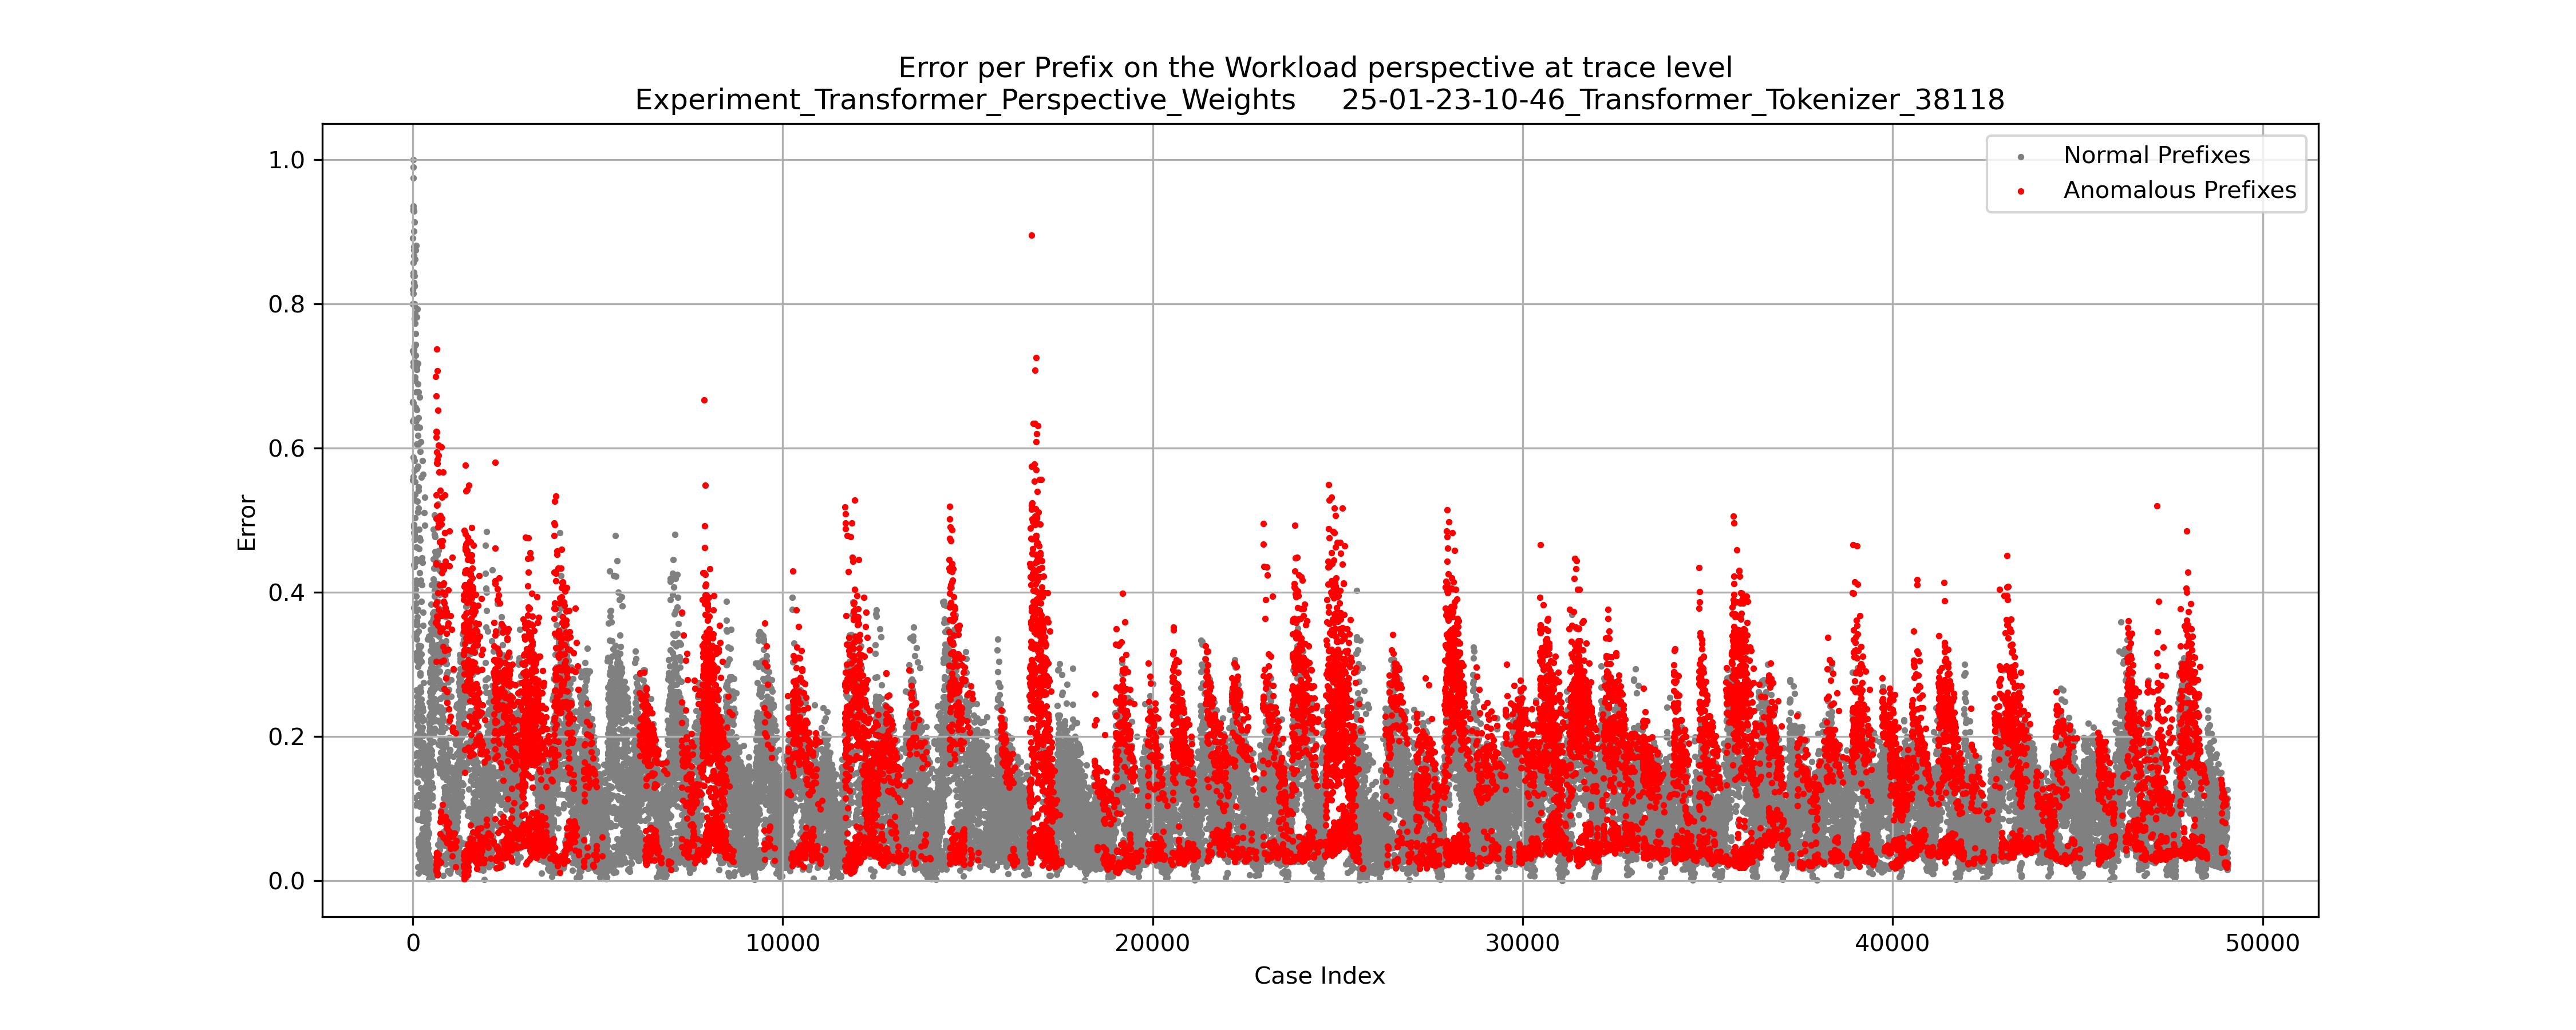 Error per Prefix on the Workload perspective at trace level
Experiment_Transformer_Perspective_Weights 25-01-23-10-46_Transformer_Tokenizer_38118
Normal Prefixes
Anomalous Prefixes
1.0
0.8
0.6
0.4
0.2
0.0
Error
0 10000 20000 30000 40000 50000
Case Index